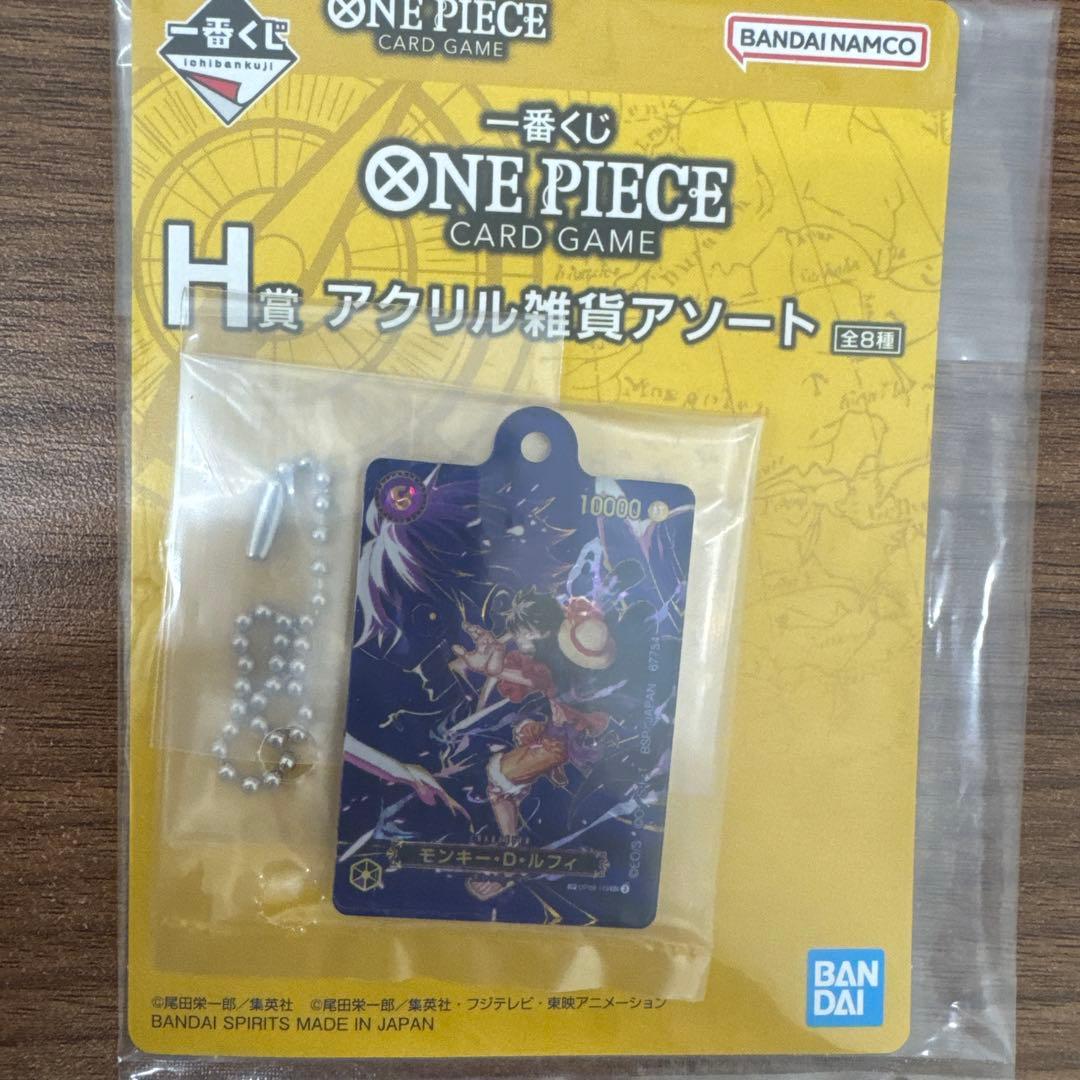 一番くじ
ichibankuji
ONE PIECE
CARD GAME
BANDAI NAMCO
一番くじ
ONE PIECE
CARD GAME
H賞 アクリル雑貨アソート 全8種
S
10000
モンキー・D・ルフィ
©E.O/S
BSP JAPAN
©尾田栄一郎/集英社 ©尾田栄一郎/集英社・フジテレビ・東映アニメーション
BANDAI SPIRITS MADE IN JAPAN
BAN
DAI